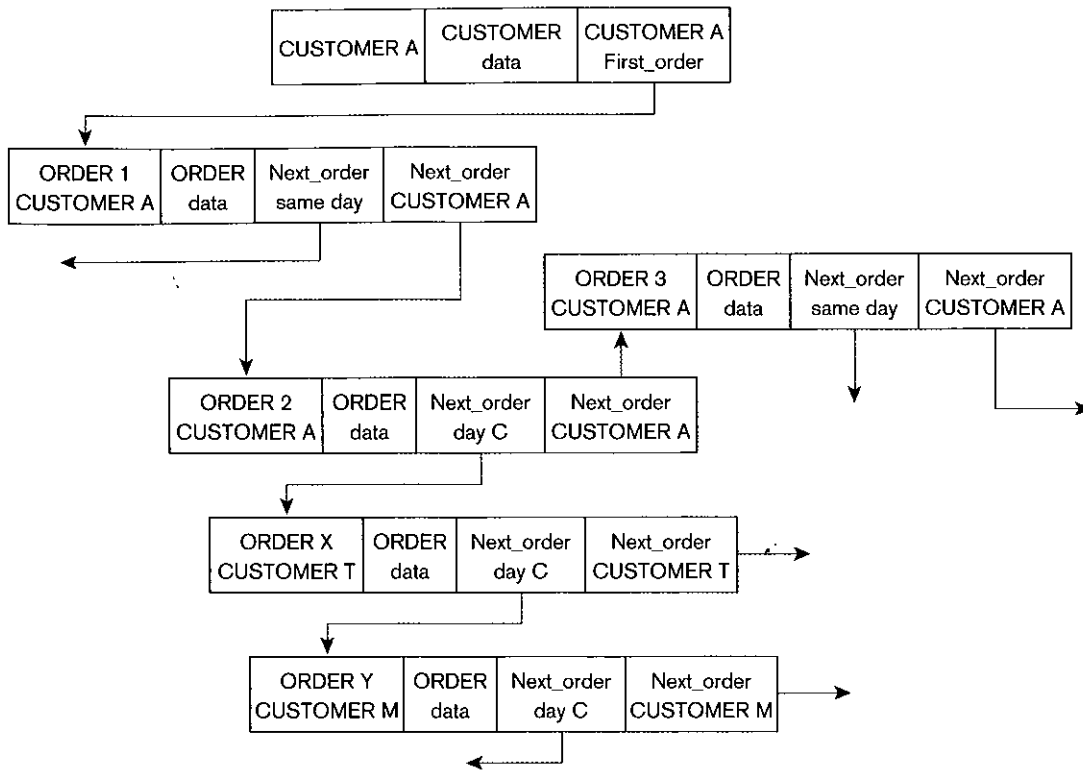 CUSTOMER A
CUSTOMER
data
CUSTOMER A
First_order
ORDER 1
CUSTOMER A
ORDER
data
Next_order
same day
Next_order
CUSTOMER A
ORDER 3
CUSTOMER A
ORDER
data
Next_order
same day
Next_order
CUSTOMER A
ORDER 2
CUSTOMER A
ORDER
data
Next_order
day C
Next_order
CUSTOMER A
ORDER X
CUSTOMER T
ORDER
data
Next_order
day C
Next_order
CUSTOMER T
ORDER Y
CUSTOMER M
ORDER
data
Next_order
day C
Next_order
CUSTOMER M